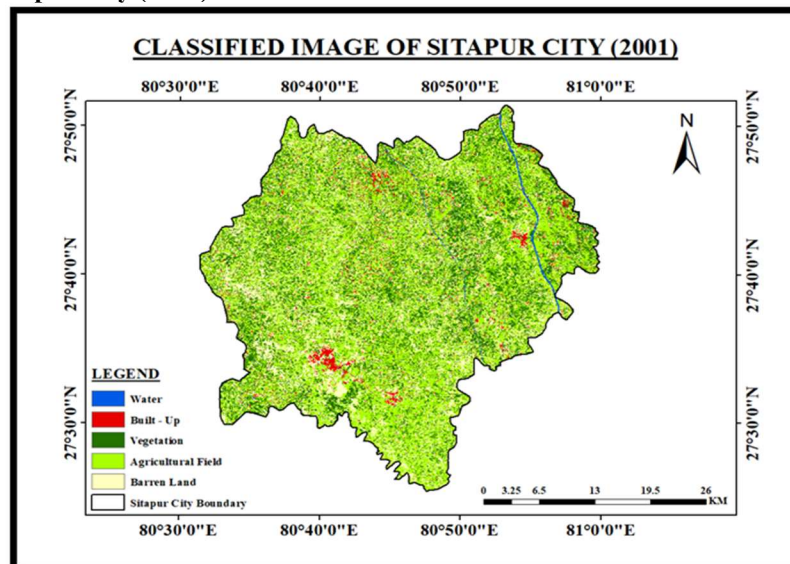 CLASSIFIED IMAGE OF SITAPUR CITY (2001)
80°30'0"E 80°40'0"E 80°50'0"E 81°0'0"E
27°50'0"N 27°50'0"N
N
27°40'0"N 27°40'0"N
27°30'0"N 27°30'0"N
LEGEND
Water
Built - Up
Vegetation
Agricultural Field
Barren Land
Sitapur City Boundary
0 3.25 6.5 13 19.5 26
KM
80°30'0"E 80°40'0"E 80°50'0"E 81°0'0"E